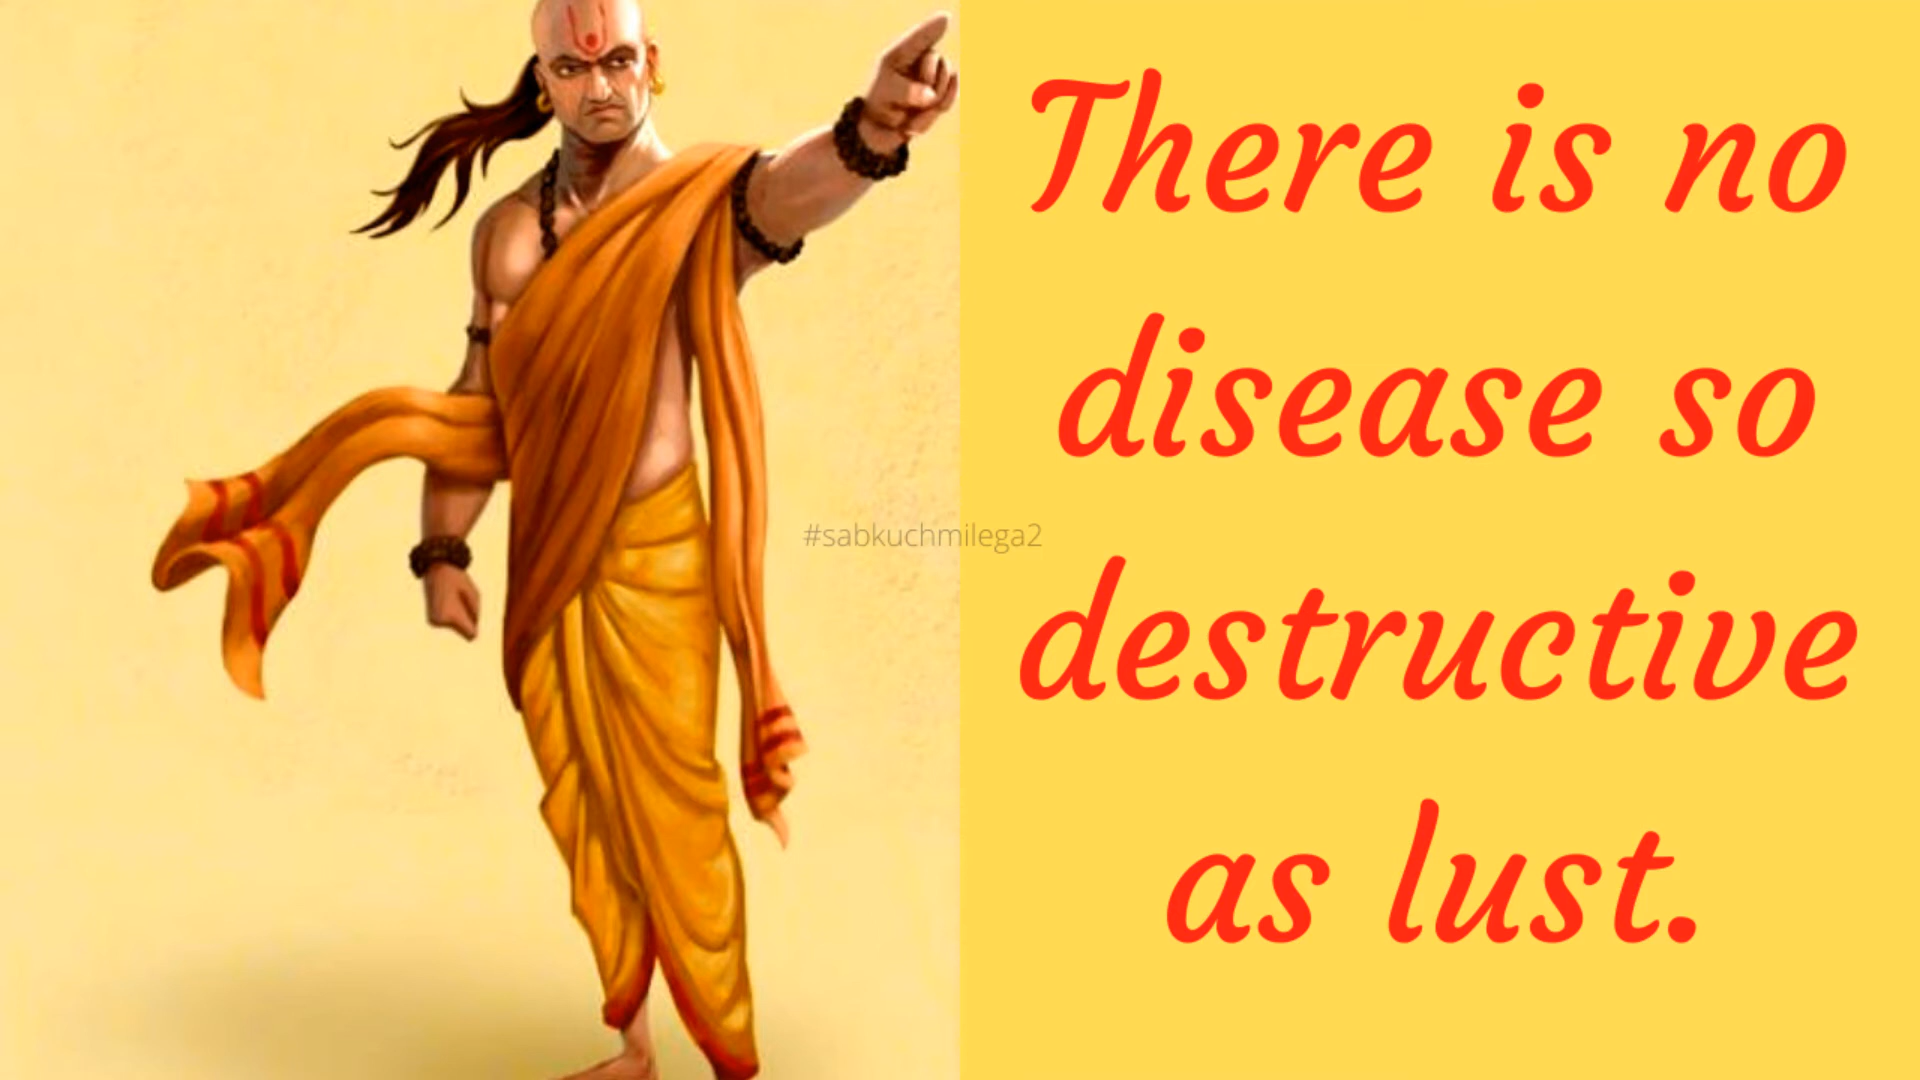 There is no
disease so
destructive
as lust.
#sabkuchmilega2